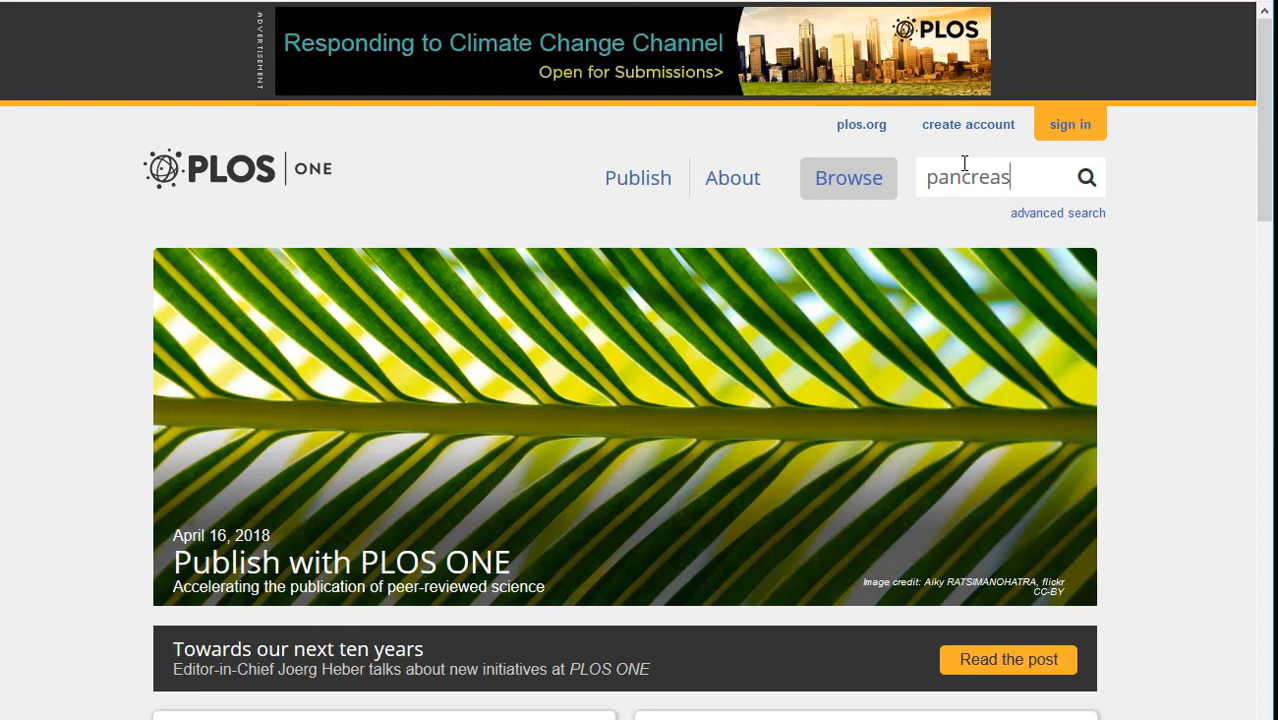 ADVERTISEMENT
Responding to Climate Change Channel
Open for Submissions>
PLOS
plos.org create account sign in
PLOS ONE
Publish About Browse pancreas
advanced search
April 16, 2018
Publish with PLOS ONE
Accelerating the publication of peer-reviewed science
Image credit: Aiky RATSIMANOHATRA, flickr
CC-BY
Towards our next ten years
Editor-in-Chief Joerg Heber talks about new initiatives at PLOS ONE
Read the post